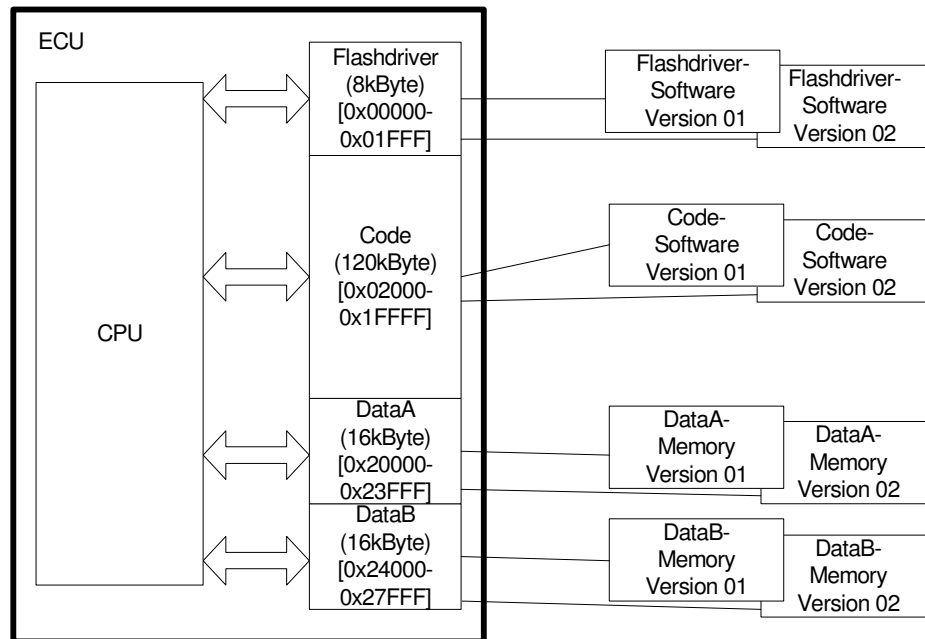 ECU
CPU
Flashdriver
(8kByte)
[0x00000-
0x01FFF]
Code
(120kByte)
[0x02000-
0x1FFFF]
DataA
(16kByte)
[0x20000-
0x23FFF]
DataB
(16kByte)
[0x24000-
0x27FFF]
Flashdriver-
Software
Version 01
Flashdriver-
Software
Version 02
Code-
Software
Version 01
Code-
Software
Version 02
DataA-
Memory
Version 01
DataA-
Memory
Version 02
DataB-
Memory
Version 01
DataB-
Memory
Version 02